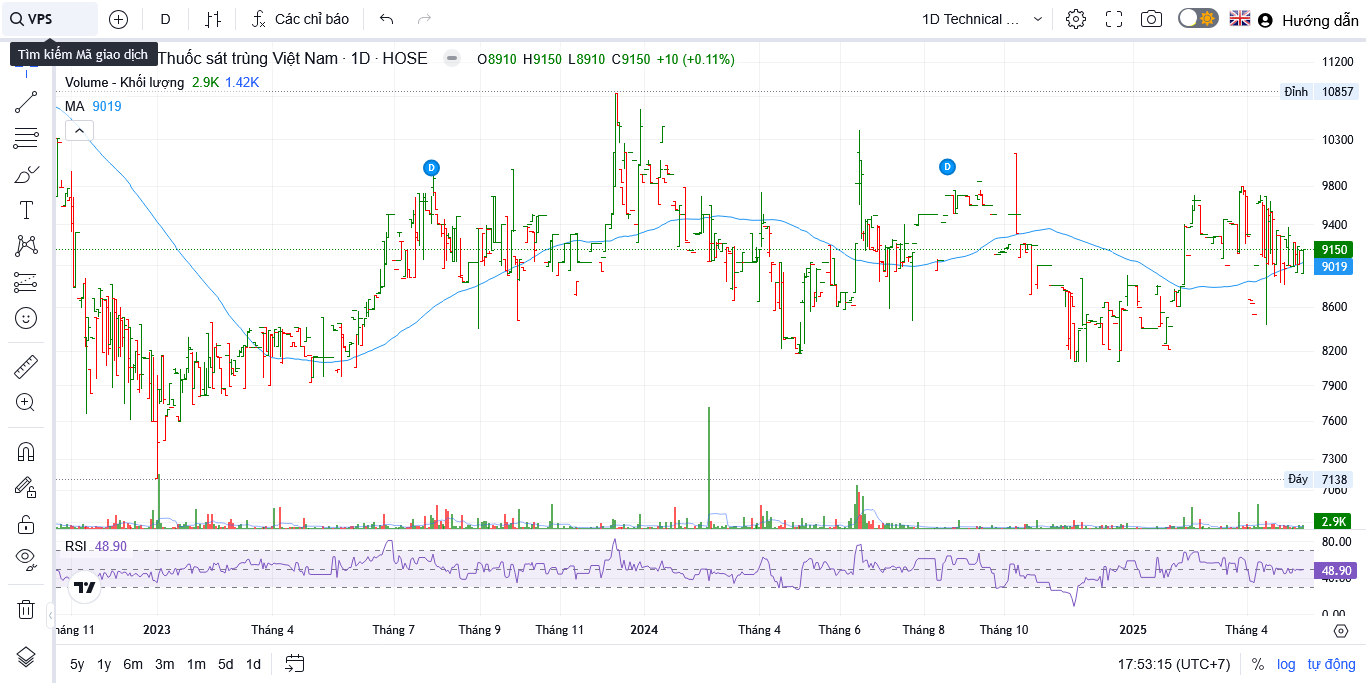 VPS
D
Các chỉ báo
1D Technical ...
Hướng dẫn
Tìm kiếm Mã giao dịch
Thuốc sát trùng Việt Nam · 1D · HOSE
O8910 H9150 L8910 C9150 +10 (+0.11%)
Volume - Khối lượng 2.9K 1.42K
MA 9019
11200
Đỉnh 10857
10300
D
D
9800
9400
9150
9019
8600
8200
7900
7600
7300
Đáy 7138
7060
2.9K
RSI 48.90
80.00
48.90
40.00
0.00
háng 11 2023 Tháng 4 Tháng 7 Tháng 9 Tháng 11 2024 Tháng 4 Tháng 6 Tháng 8 Tháng 10 2025 Tháng 4
5y 1y 6m 3m 1m 5d 1d
17:53:15 (UTC+7) % log tự động